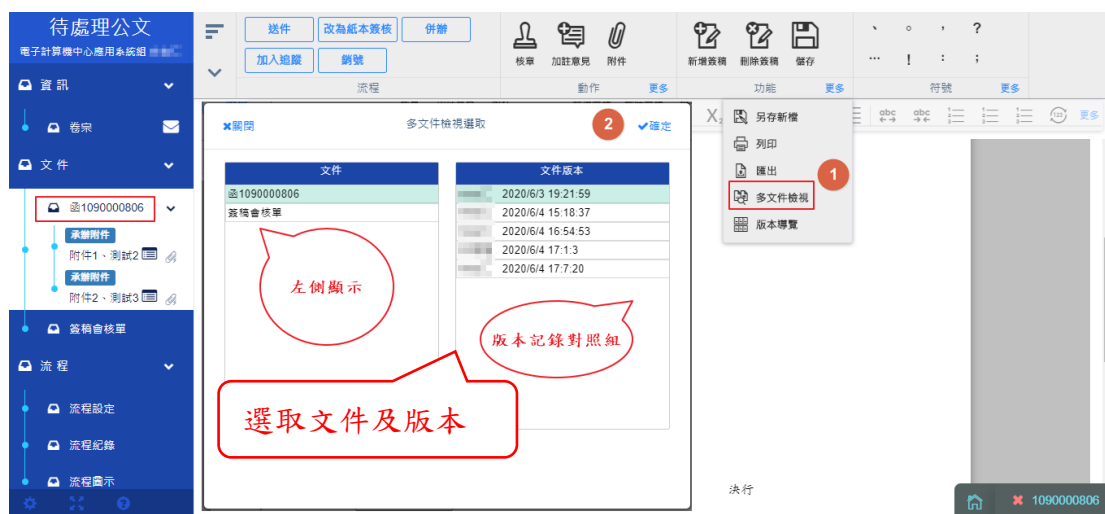 待處理公文
電子計算機中心應用系統組
資訊
卷宗
文件
函1090000806
承辦附件
附件1、測試2
承辦附件
附件2、測試3
簽稿會核單
流程
流程設定
流程紀錄
流程圖示
送件 改為紙本簽核 併辦
加入追蹤 銷號
流程
核章 加註意見 附件
動作 更多
新增簽稿 刪除簽稿 儲存
功能 更多
、 。 , ?
… ! : ;
符號 更多
X₂ abc abc 更多
另存新檔
列印
匯出
1
多文件檢視
版本導覽
✖關閉 多文件檢視選取 2 ✔確定
文件
函1090000806
簽稿會核單
文件版本
2020/6/3 19:21:59
2020/6/4 15:18:37
2020/6/4 16:54:53
2020/6/4 17:1:3
2020/6/4 17:7:20
左側顯示
版本記錄對照組
選取文件及版本
決行
✖ 1090000806